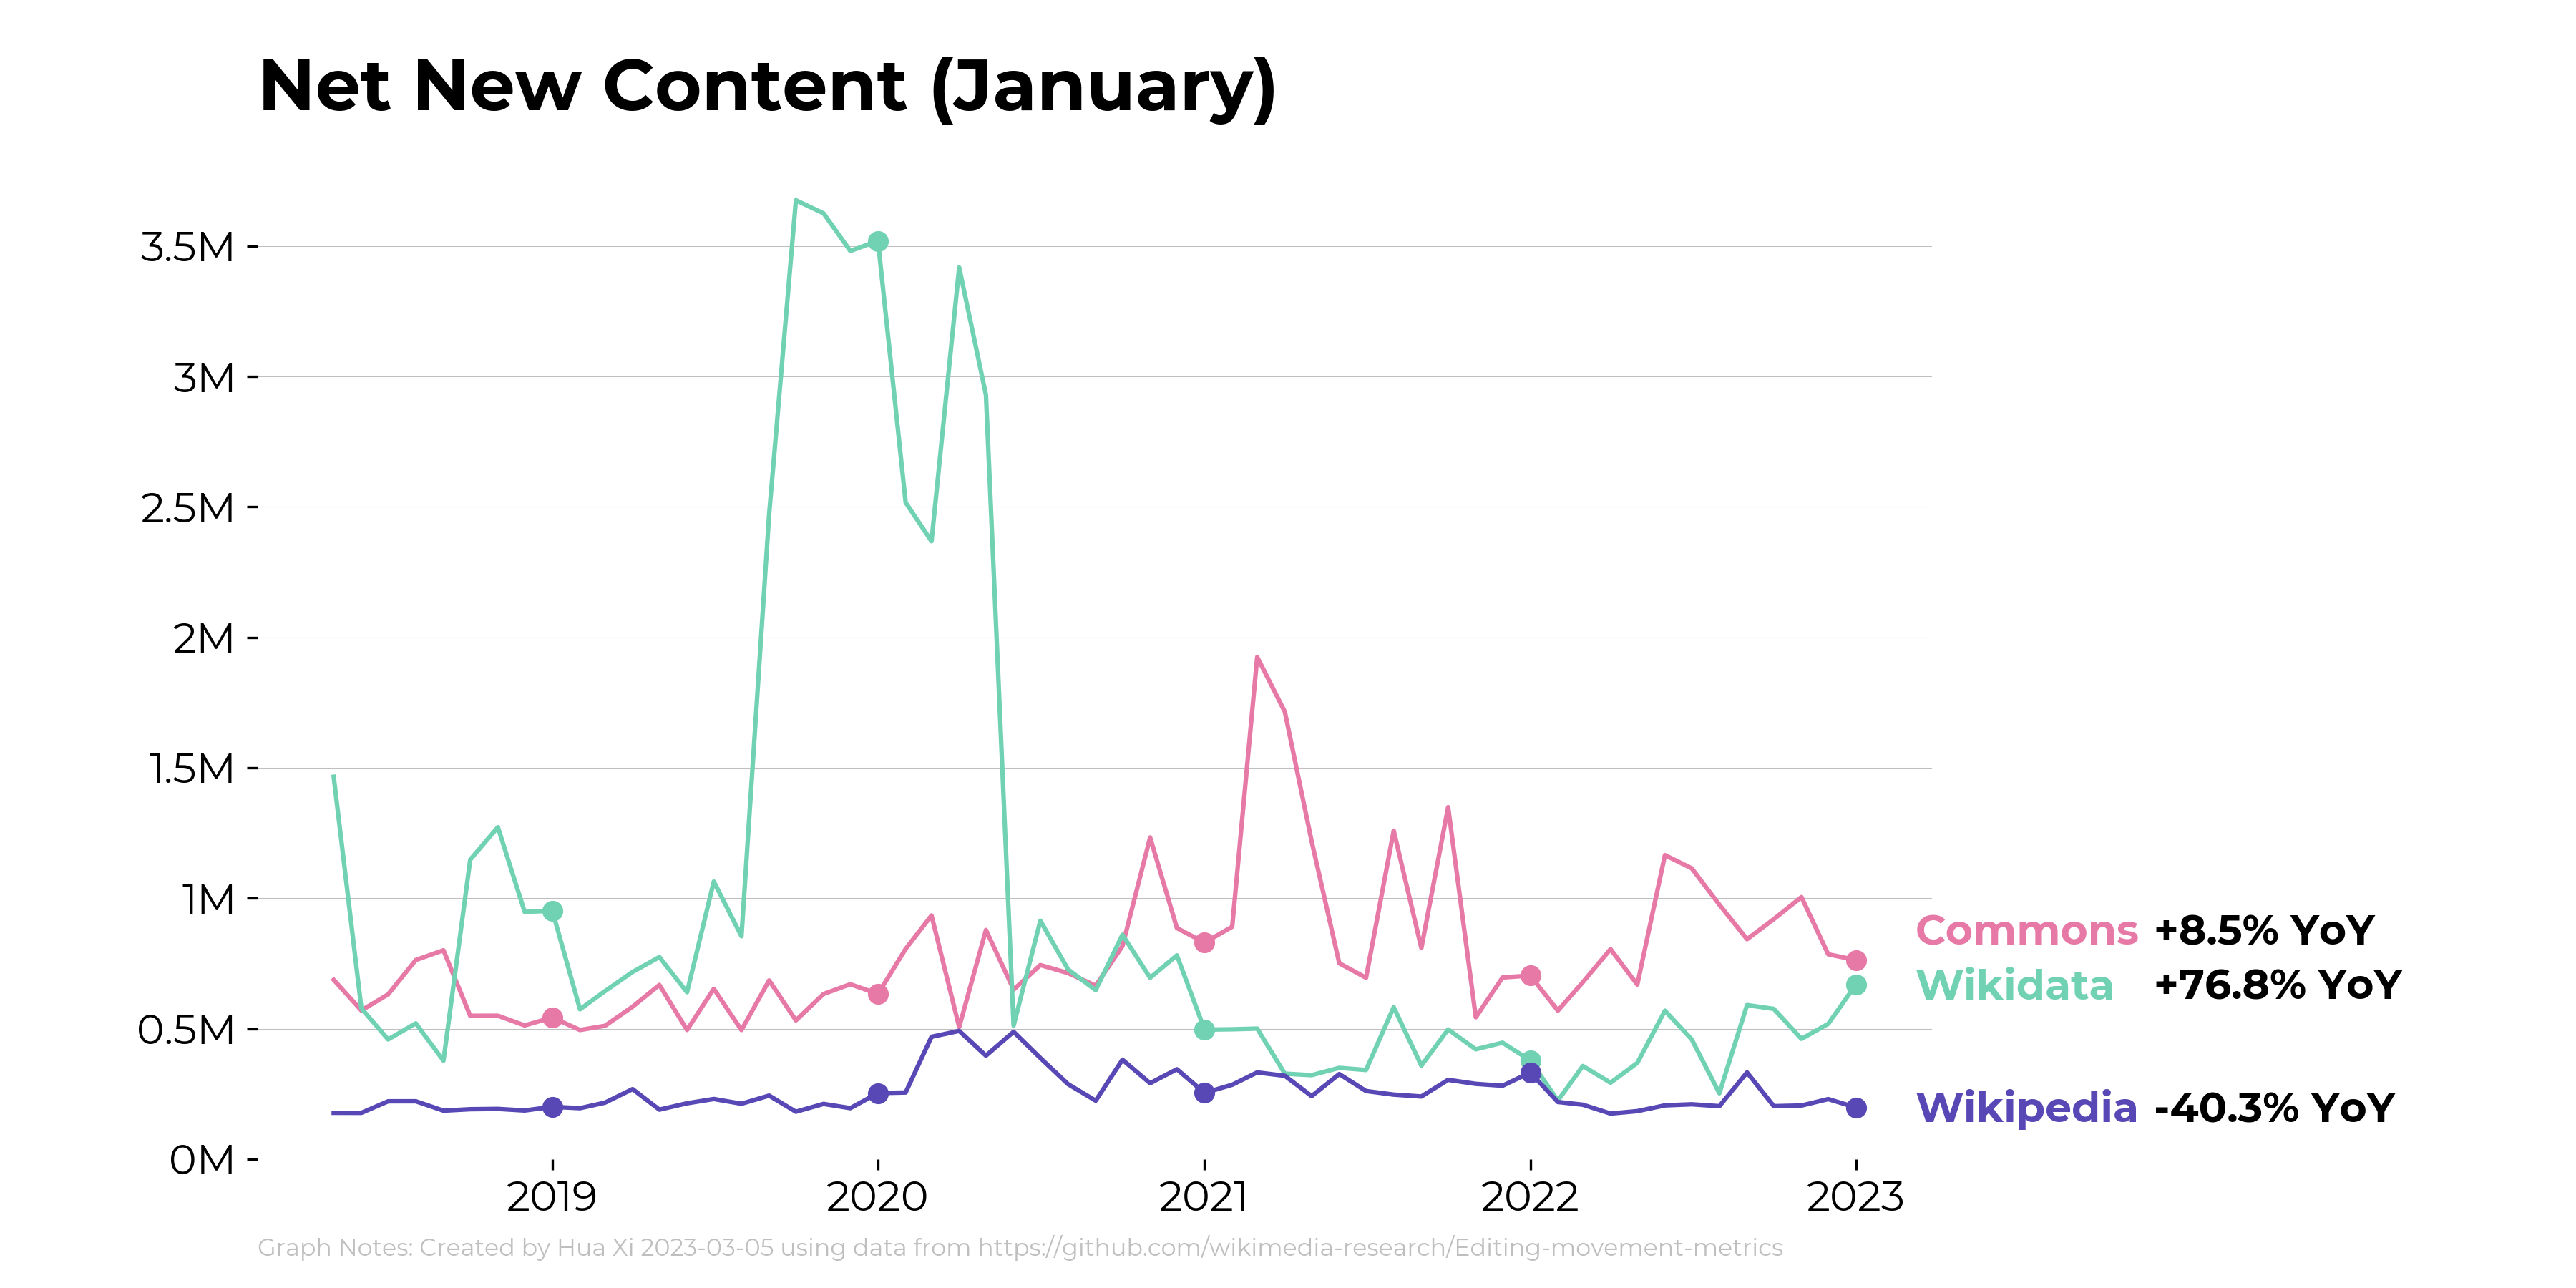 Net New Content (January)
3.5M
3M
2.5M
2M
1.5M
1M
0.5M
0M
Commons +8.5% YoY
Wikidata +76.8% YoY
Wikipedia -40.3% YoY
2019 2020 2021 2022 2023
Graph Notes: Created by Hua Xi 2023-03-05 using data from https://github.com/wikimedia-research/Editing-movement-metrics